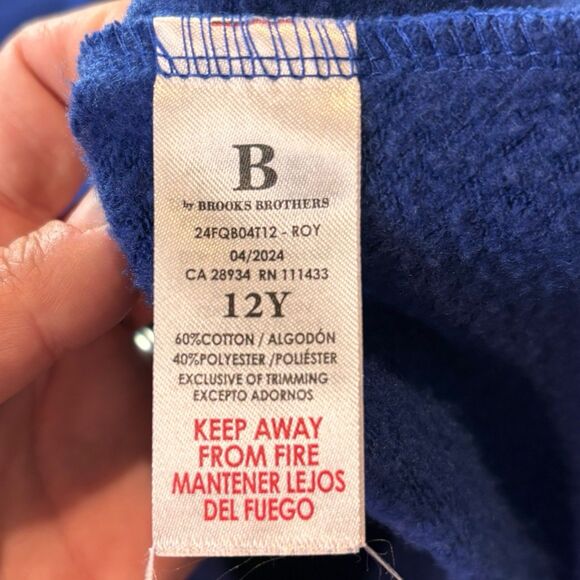 B
by BROOKS BROTHERS
24FQB04T12 - ROY
04/2024
CA 28934 RN 111433
12Y
60%COTTON / ALGODÓN
40%POLYESTER /POLIÉSTER
EXCLUSIVE OF TRIMMING
EXCEPTO ADORNOS
KEEP AWAY
FROM FIRE
MANTENER LEJOS
DEL FUEGO